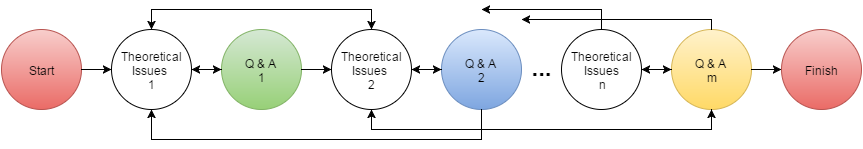 Start
Theoretical
Issues
1
Q & A
1
Theoretical
Issues
2
Q & A
2
...
Theoretical
Issues
n
Q & A
m
Finish